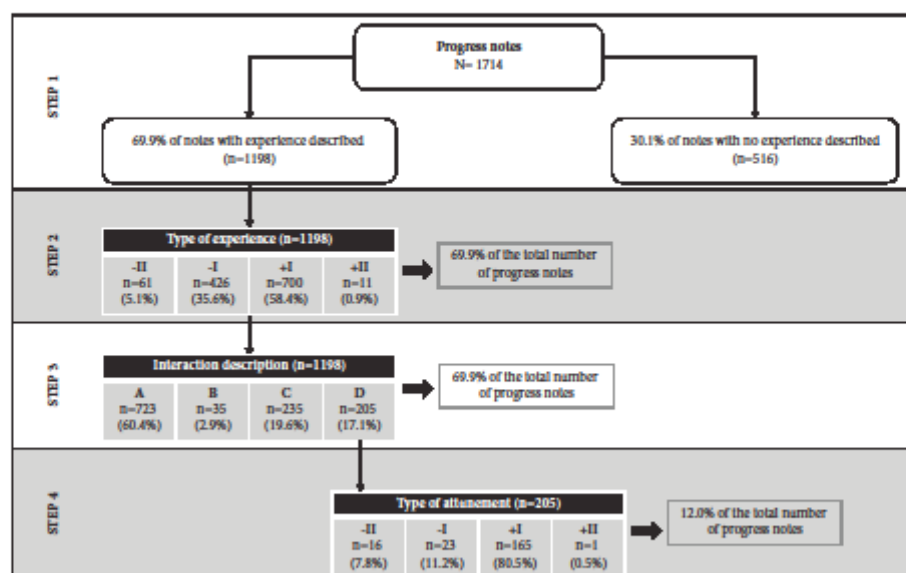 STEP 1
Progress notes
N= 1714
69.9% of notes with experience described
(n=1198)
30.1% of notes with no experience described
(n=516)
STEP 2
Type of experience (n=1198)
-II -I +I +II
n=61 n=426 n=700 n=11
(5.1%) (35.6%) (58.4%) (0.9%)
69.9% of the total number
of progress notes
STEP 3
Interaction description (n=1198)
A B C D
n=723 n=35 n=235 n=205
(60.4%) (2.9%) (19.6%) (17.1%)
69.9% of the total number
of progress notes
STEP 4
Type of attunement (n=205)
-II -I +I +II
n=16 n=23 n=165 n=1
(7.8%) (11.2%) (80.5%) (0.5%)
12.0% of the total number
of progress notes